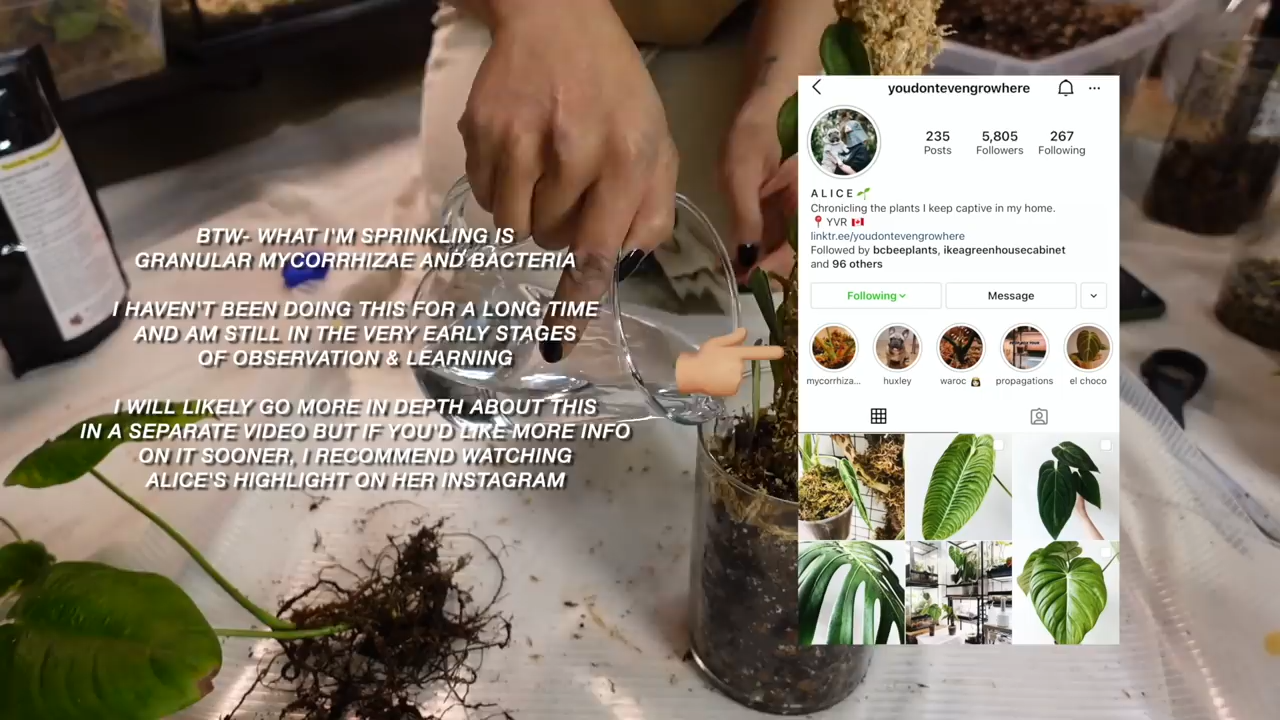 BTW- WHAT I'M SPRINKLING IS
GRANULAR MYCORRHIZAE AND BACTERIA
I HAVEN'T BEEN DOING THIS FOR A LONG TIME
AND AM STILL IN THE VERY EARLY STAGES
OF OBSERVATION & LEARNING
I WILL LIKELY GO MORE IN DEPTH ABOUT THIS
IN A SEPARATE VIDEO BUT IF YOU'D LIKE MORE INFO
ON IT SOONER, I RECOMMEND WATCHING
ALICE'S HIGHLIGHT ON HER INSTAGRAM
youdontevengrowhere
235 5,805 267
Posts Followers Following
ALICE
Chronicling the plants I keep captive in my home.
YVR
linktr.ee/youdontevengrowhere
Followed by bcbeeplants, ikeagreenhousecabinet
and 96 others
Following Message
mycorrhiza... huxley waroc propagations el choco